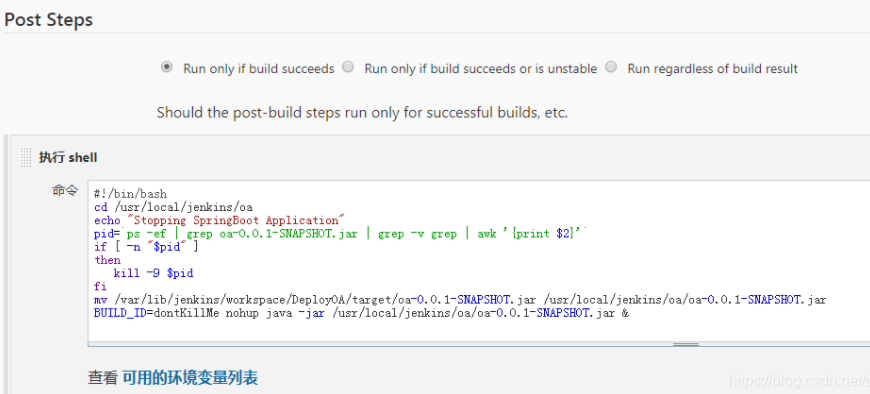 Post Steps
Run only if build succeeds Run only if build succeeds or is unstable Run regardless of build result
Should the post-build steps run only for successful builds, etc.
执行 shell
命令
#!/bin/bash
cd /usr/local/jenkins/oa
echo "Stopping SpringBoot Application"
pid=`ps -ef | grep oa-0.0.1-SNAPSHOT.jar | grep -v grep | awk '{print $2}'`
if [ -n "$pid" ]
then
   kill -9 $pid
fi
mv /var/lib/jenkins/workspace/DeployOA/target/oa-0.0.1-SNAPSHOT.jar /usr/local/jenkins/oa/oa-0.0.1-SNAPSHOT.jar
BUILD_ID=dontKillMe nohup java -jar /usr/local/jenkins/oa/oa-0.0.1-SNAPSHOT.jar &
查看 可用的环境变量列表
https://blog.csdn.net/